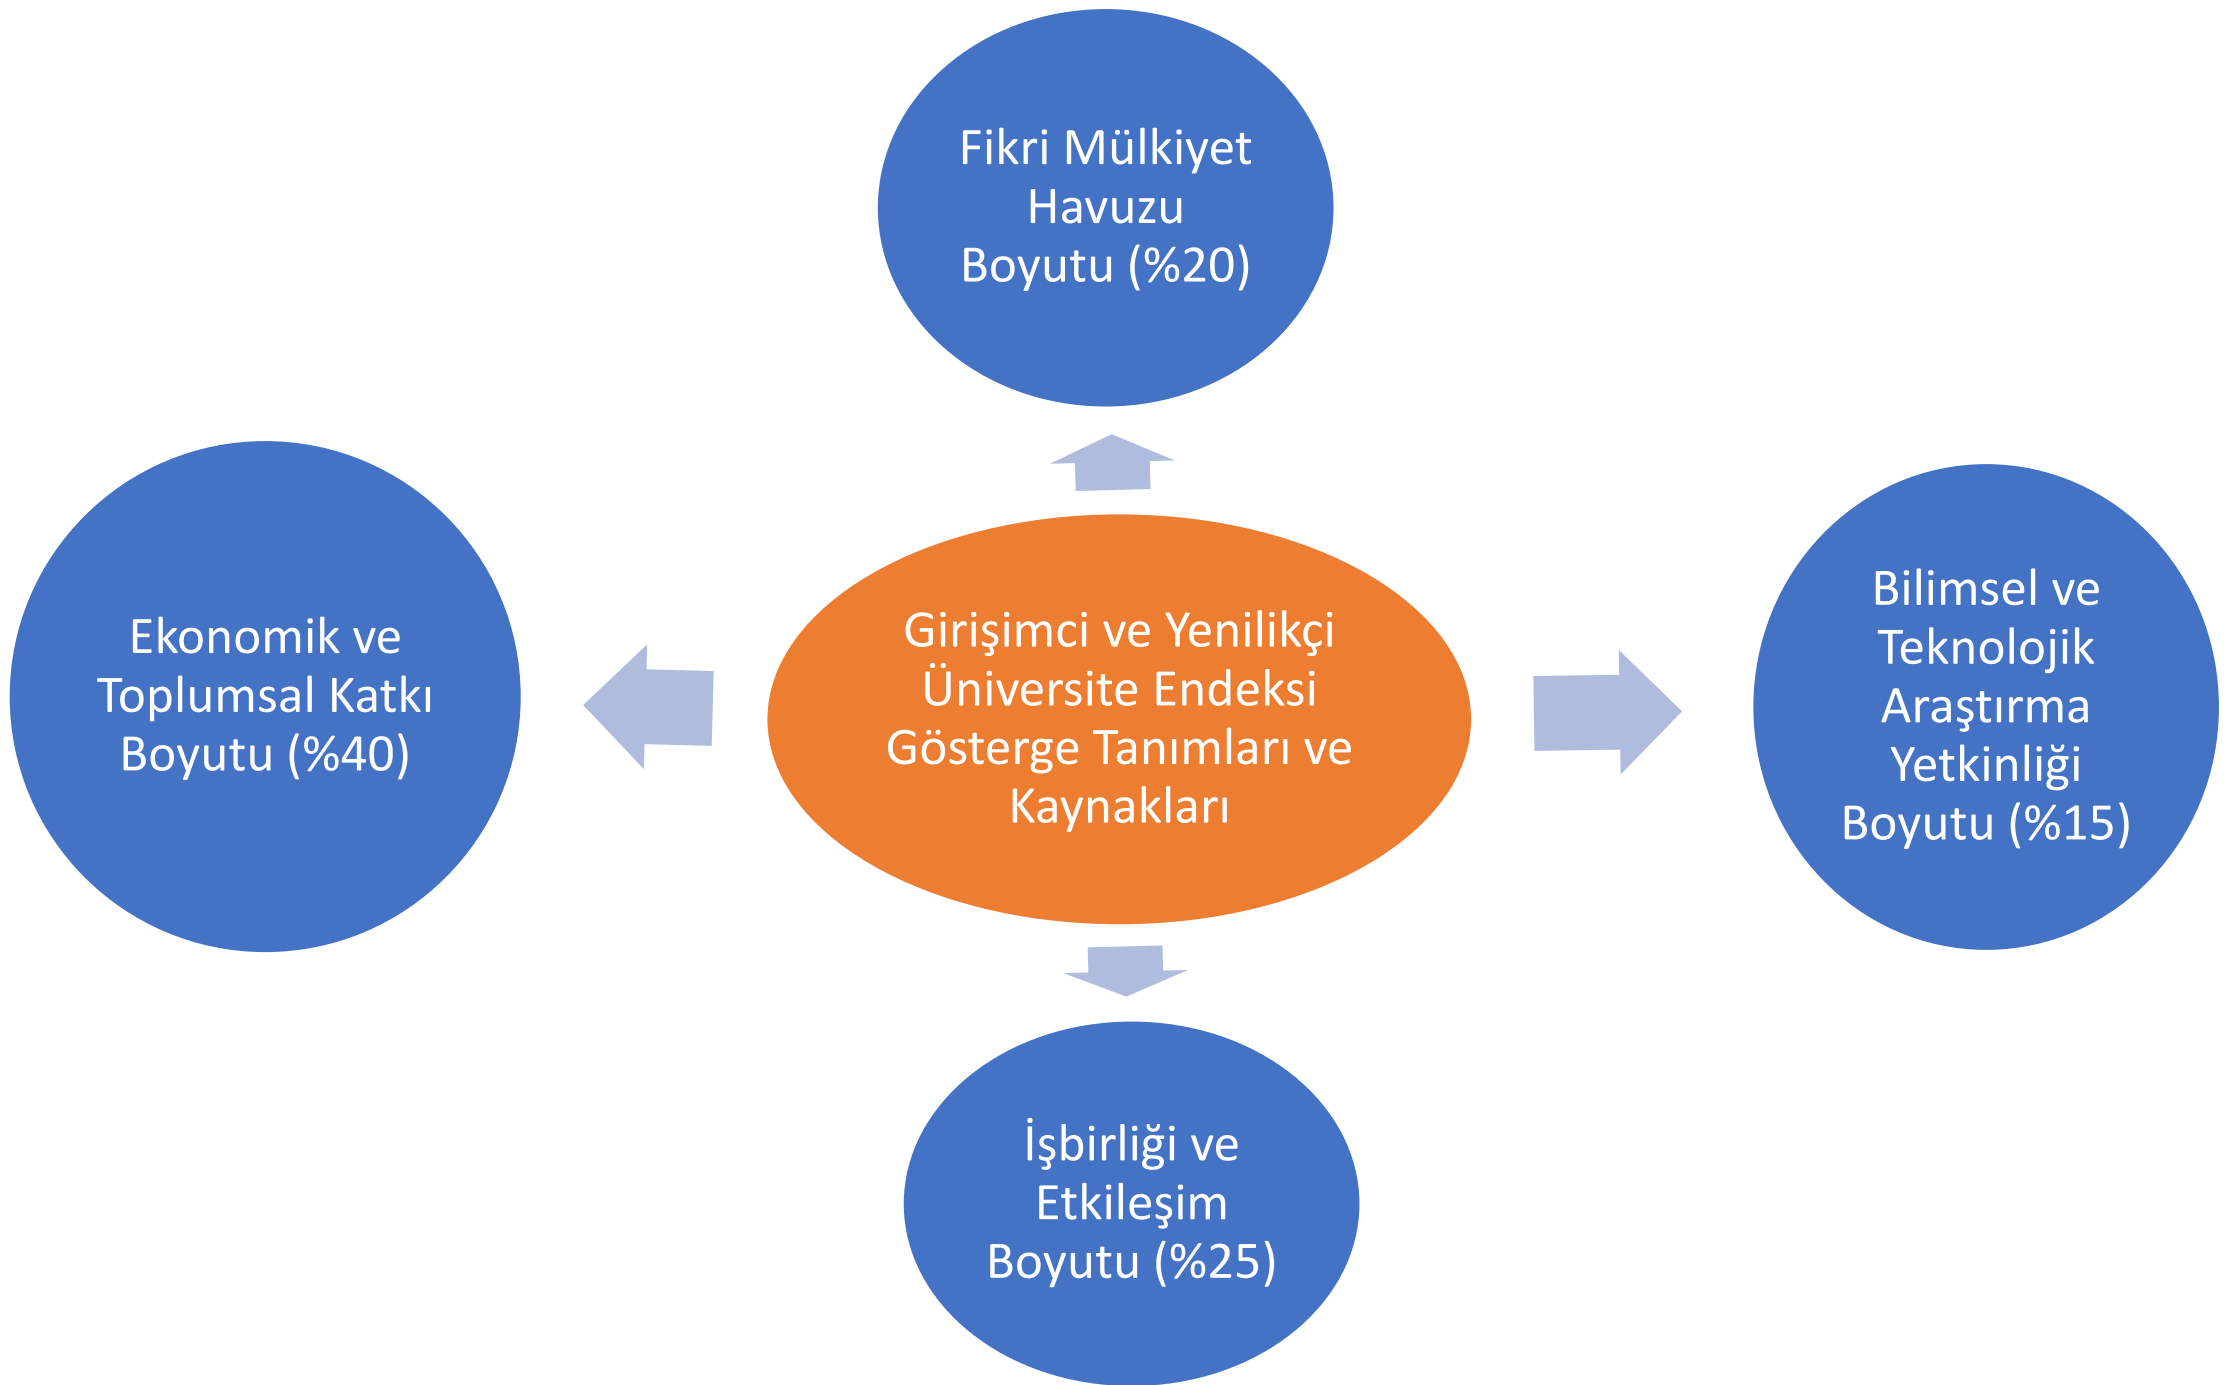 Fikri Mülkiyet
Havuzu
Boyutu (%20)
Ekonomik ve
Toplumsal Katkı
Boyutu (%40)
Girişimci ve Yenilikçi
Üniversite Endeksi
Gösterge Tanımları ve
Kaynakları
Bilimsel ve
Teknolojik
Araştırma
Yetkinliği
Boyutu (%15)
İşbirliği ve
Etkileşim
Boyutu (%25)